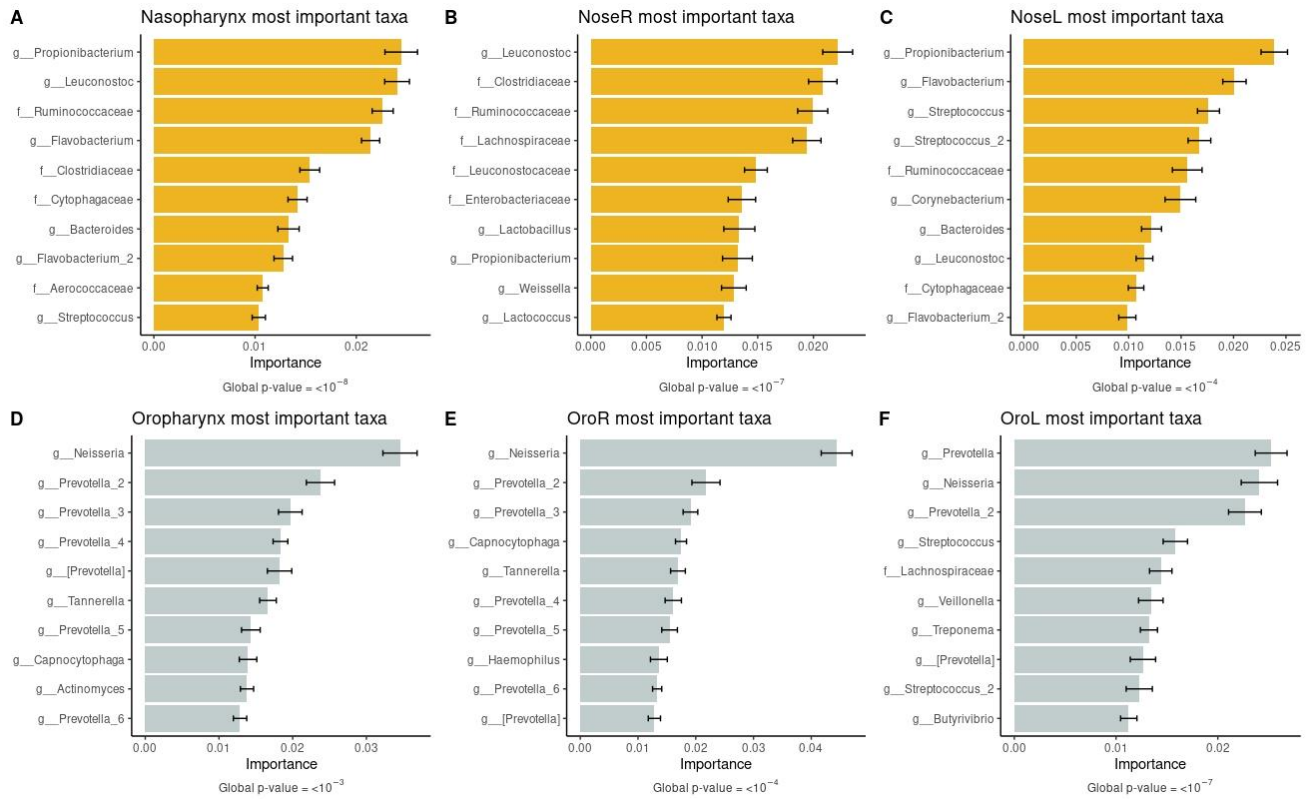 A
Nasopharynx most important taxa
g__Propionibacterium
g__Leuconostoc
f__Ruminococcaceae
g__Flavobacterium
f__Clostridiaceae
f__Cytophagaceae
g__Bacteroides
g__Flavobacterium_2
f__Aerococcaceae
g__Streptococcus
0.00 0.01 0.02
Importance
Global p-value = <10⁻⁸
B
NoseR most important taxa
g__Leuconostoc
f__Clostridiaceae
f__Ruminococcaceae
f__Lachnospiraceae
f__Leuconostocaceae
f__Enterobacteriaceae
g__Lactobacillus
g__Propionibacterium
g__Weissella
g__Lactococcus
0.000 0.005 0.010 0.015 0.020
Importance
Global p-value = <10⁻⁷
C
NoseL most important taxa
g__Propionibacterium
g__Flavobacterium
g__Streptococcus
g__Streptococcus_2
f__Ruminococcaceae
g__Corynebacterium
g__Bacteroides
g__Leuconostoc
f__Cytophagaceae
g__Flavobacterium_2
0.000 0.005 0.010 0.015 0.020 0.025
Importance
Global p-value = <10⁻⁴
D
Oropharynx most important taxa
g__Neisseria
g__Prevotella_2
g__Prevotella_3
g__Prevotella_4
g__[Prevotella]
g__Tannerella
g__Prevotella_5
g__Capnocytophaga
g__Actinomyces
g__Prevotella_6
0.00 0.01 0.02 0.03
Importance
Global p-value = <10⁻³
E
OroR most important taxa
g__Neisseria
g__Prevotella_2
g__Prevotella_3
g__Capnocytophaga
g__Tannerella
g__Prevotella_4
g__Prevotella_5
g__Haemophilus
g__Prevotella_6
g__[Prevotella]
0.00 0.01 0.02 0.03 0.04
Importance
Global p-value = <10⁻⁴
F
OroL most important taxa
g__Prevotella
g__Neisseria
g__Prevotella_2
g__Streptococcus
f__Lachnospiraceae
g__Veillonella
g__Treponema
g__[Prevotella]
g__Streptococcus_2
g__Butyrivibrio
0.00 0.01 0.02
Importance
Global p-value = <10⁻⁷